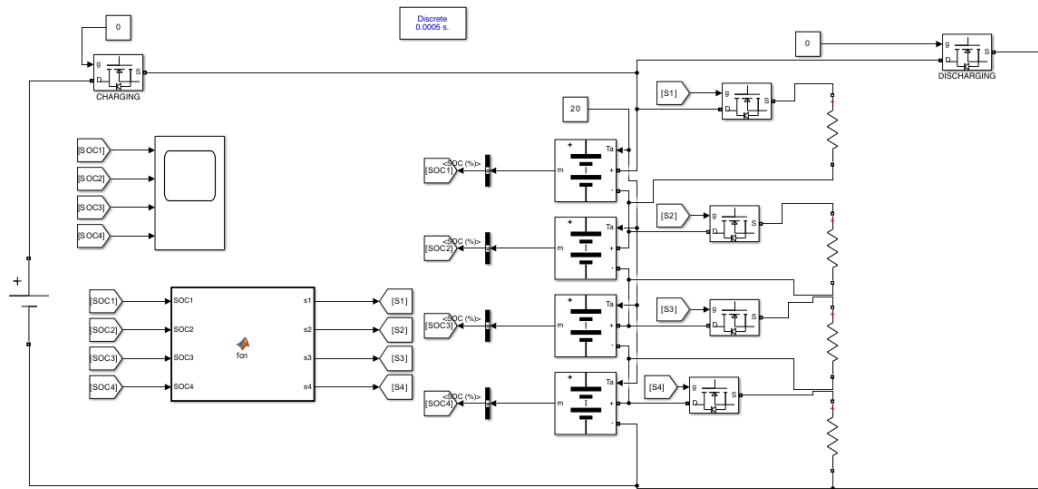 Discrete
0.0005 s.
0
g
D
S
CHARGING
0
g
D
S
DISCHARGING
[S1]
g
D
S
20
[SOC1]
[SOC2]
[SOC3]
[SOC4]
[SOC1]
<SOC (%)>
m
+
Ta
+
-
[S2]
g
D
S
[SOC2]
<SOC (%)>
m
+
Ta
+
-
+
[SOC1]
SOC1
s1
[S1]
[SOC2]
SOC2
s2
[S2]
[SOC3]
SOC3
s3
[S3]
[SOC4]
SOC4
s4
[S4]
fcn
[SOC3]
<SOC (%)>
m
+
Ta
+
-
[S3]
g
D
S
[SOC4]
<SOC (%)>
m
+
Ta
+
-
[S4]
g
D
S
+
+
+
+